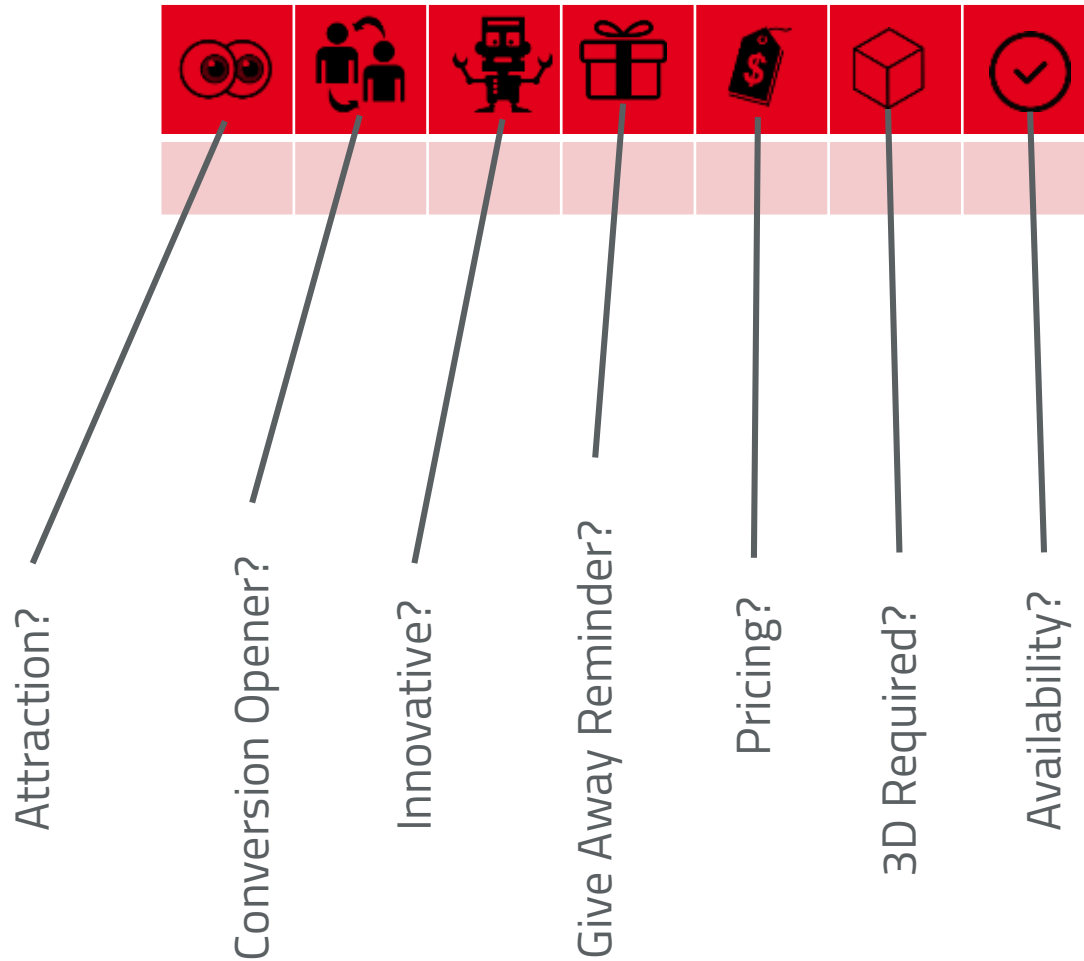 $
Attraction?
Conversion Opener?
Innovative?
Give Away Reminder?
Pricing?
3D Required?
Availability?